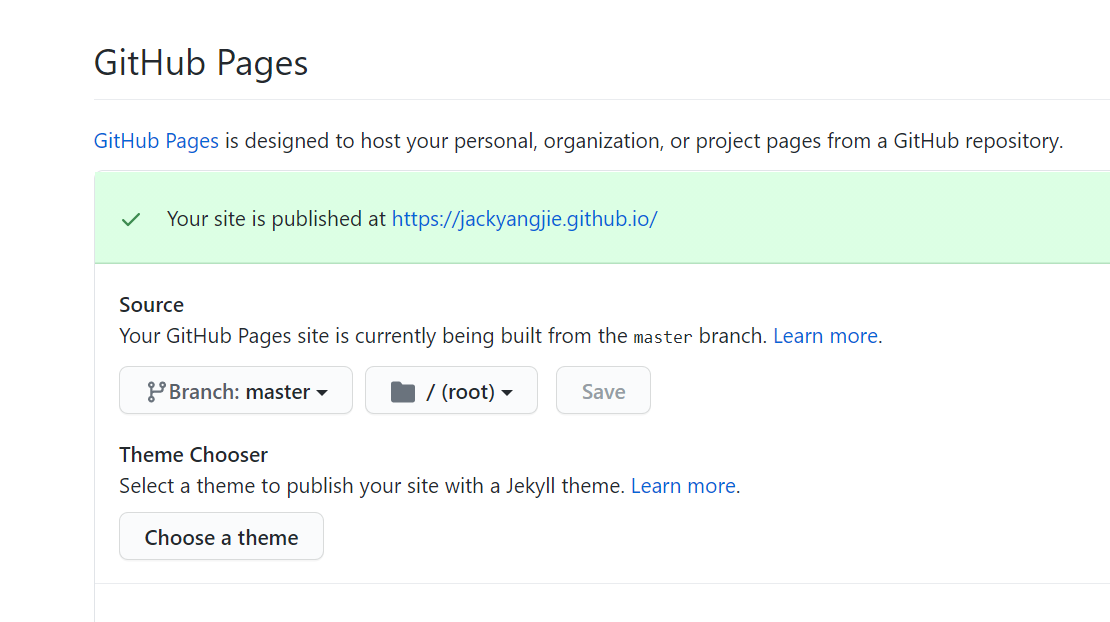 GitHub Pages
GitHub Pages is designed to host your personal, organization, or project pages from a GitHub repository.
Your site is published at https://jackyangjie.github.io/
Source
Your GitHub Pages site is currently being built from the master branch. Learn more.
Branch: master / (root) Save
Theme Chooser
Select a theme to publish your site with a Jekyll theme. Learn more.
Choose a theme